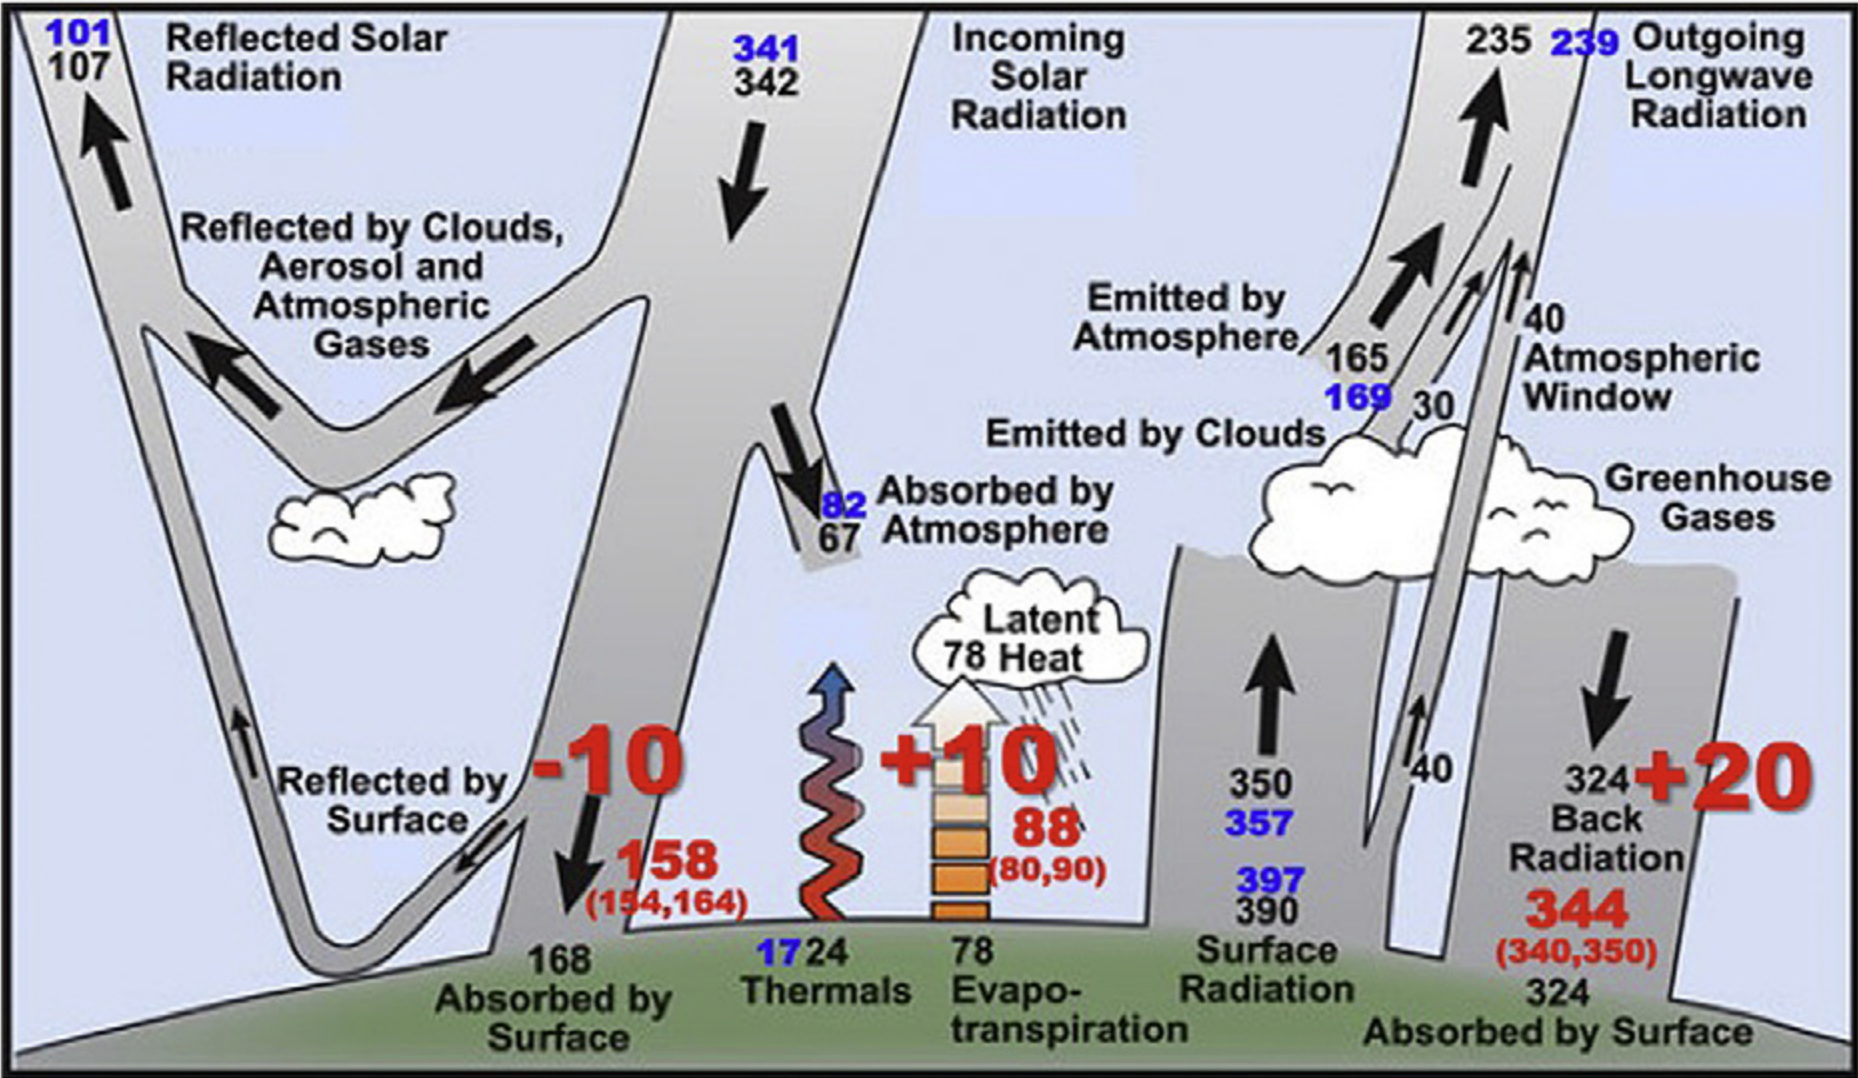 101
107
Reflected Solar
Radiation
341
342
Incoming
Solar
Radiation
235 239
Outgoing
Longwave
Radiation
Reflected by Clouds,
Aerosol and
Atmospheric
Gases
Emitted by
Atmosphere
165
169
30
40
Atmospheric
Window
Emitted by Clouds
Greenhouse
Gases
82
67
Absorbed by
Atmosphere
Latent
78 Heat
-10
+10
+20
Reflected by
Surface
158
(154,164)
88
(80,90)
350
357
397
390
40
324
Back
Radiation
344
(340,350)
324
168
Absorbed by
Surface
17 24
Thermals
78
Evapo-
transpiration
Surface
Radiation
Absorbed by Surface